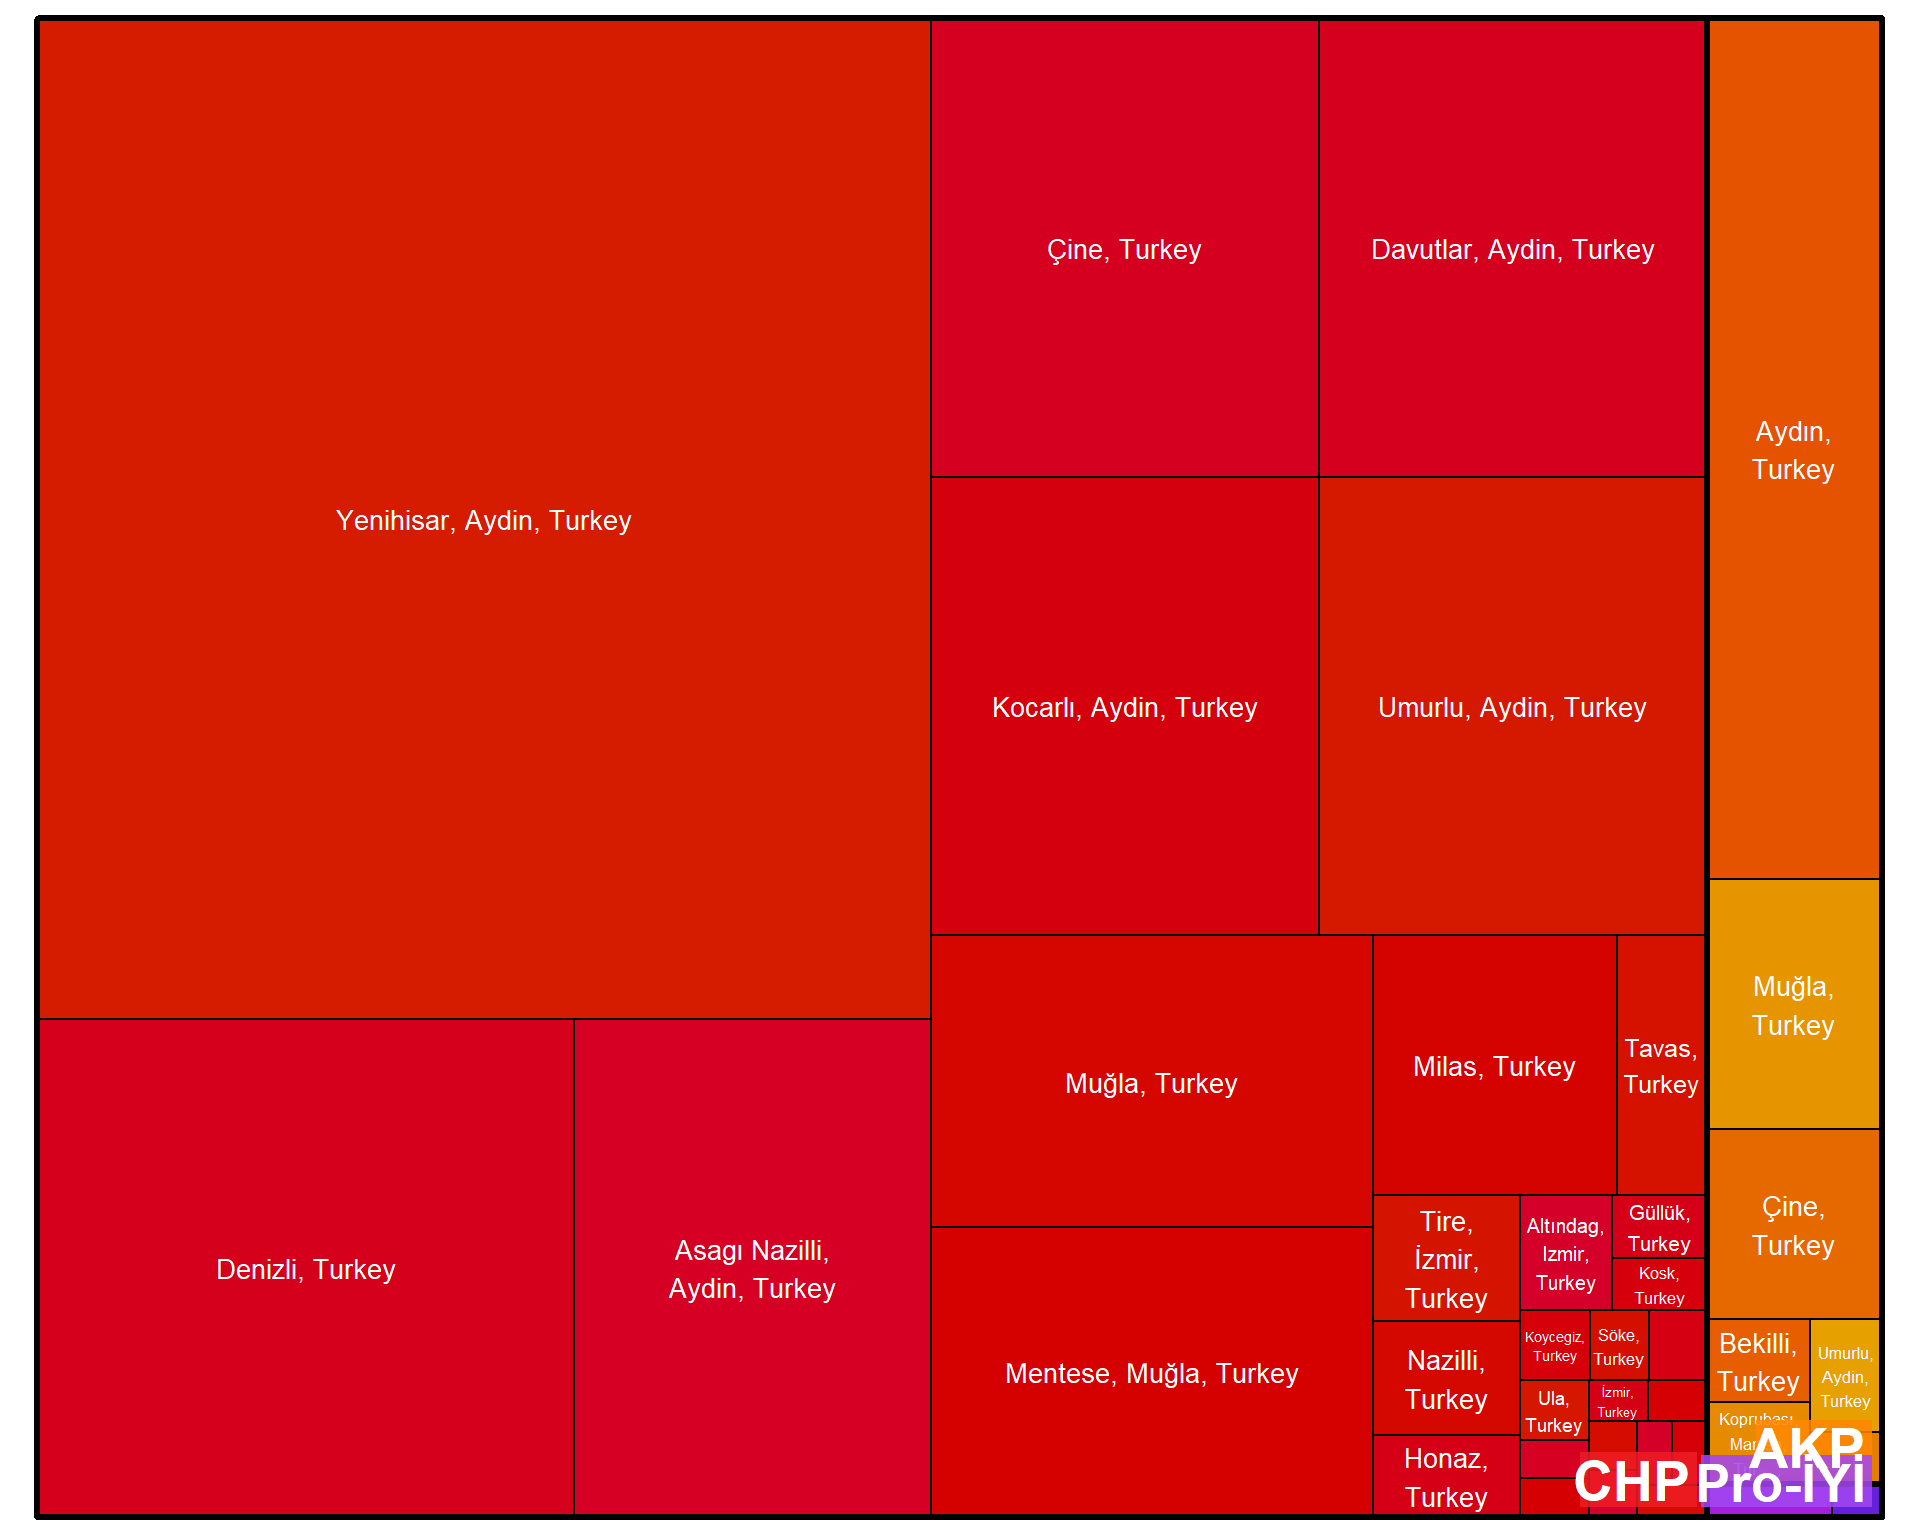 Yenihisar, Aydin, Turkey
Denizli, Turkey
Asagı Nazilli,
Aydin, Turkey
Çine, Turkey
Davutlar, Aydin, Turkey
Kocarlı, Aydin, Turkey
Umurlu, Aydin, Turkey
Muğla, Turkey
Mentese, Muğla, Turkey
Milas, Turkey
Tavas,
Turkey
Tire,
İzmir,
Turkey
Nazilli,
Turkey
Honaz,
Turkey
Altındag,
Izmir,
Turkey
Güllük,
Turkey
Kosk,
Turkey
Koycegiz,
Turkey
Söke,
Turkey
Ula,
Turkey
İzmir,
Turkey
Aydın,
Turkey
Muğla,
Turkey
Çine,
Turkey
Bekilli,
Turkey
Umurlu,
Aydin,
Turkey
Koprubası,
AKP
CHP
Pro-İYİ